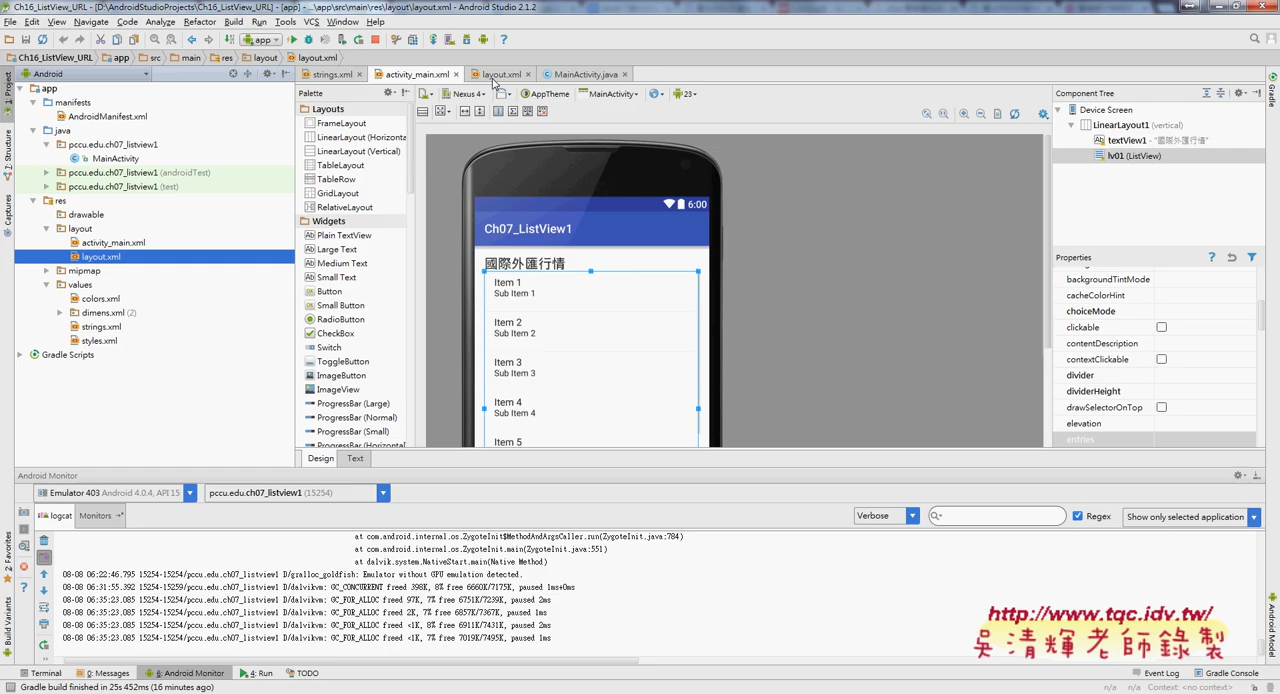 Ch16_ListView_URL - [D:\AndroidStudioProjects\Ch16_ListView_URL] - [app] - ...\app\src\main\res\layout\layout.xml - Android Studio 2.1.2
File Edit View Navigate Code Analyze Refactor Build Run Tools VCS Window Help
app
Ch16_ListView_URL app src main res layout layout.xml
Android
strings.xml activity_main.xml layout.xml MainActivity.java
1: Project
7: Structure
Captures
2: Favorites
Build Variants
app
manifests
AndroidManifest.xml
java
pccu.edu.ch07_listview1
MainActivity
pccu.edu.ch07_listview1 (androidTest)
pccu.edu.ch07_listview1 (test)
res
drawable
layout
activity_main.xml
layout.xml
mipmap
values
colors.xml
dimens.xml (2)
strings.xml
styles.xml
Gradle Scripts
Palette
Layouts
FrameLayout
LinearLayout (Horizonta
LinearLayout (Vertical)
TableLayout
TableRow
GridLayout
RelativeLayout
Widgets
Plain TextView
Large Text
Medium Text
Small Text
Button
Small Button
RadioButton
CheckBox
Switch
ToggleButton
ImageButton
ImageView
ProgressBar (Large)
ProgressBar (Normal)
ProgressBar (Small)
ProgressBar (Horizontal
Design Text
Nexus 4 AppTheme MainActivity 23
6:00
Ch07_ListView1
國際外匯行情
Item 1
Sub Item 1
Item 2
Sub Item 2
Item 3
Sub Item 3
Item 4
Sub Item 4
Item 5
Component Tree
Device Screen
LinearLayout1 (vertical)
textView1 - "國際外匯行情"
lv01 (ListView)
Properties
backgroundTintMode
cacheColorHint
choiceMode
clickable
contentDescription
contextClickable
divider
dividerHeight
drawSelectorOnTop
elevation
entries
Gradle
Android Model
Android Monitor
Emulator 403 Android 4.0.4, API 15 pccu.edu.ch07_listview1 (15254)
logcat Monitors Verbose Regex Show only selected application
at com.android.internal.os.ZygoteInit$MethodAndArgsCaller.run(ZygoteInit.java:784)
at com.android.internal.os.ZygoteInit.main(ZygoteInit.java:551)
at dalvik.system.NativeStart.main(Native Method)
08-08 06:22:46.795 15254-15254/pccu.edu.ch07_listview1 D/gralloc_goldfish: Emulator without GPU emulation detected.
08-08 06:31:55.392 15254-15257/pccu.edu.ch07_listview1 D/dalvikvm: GC_CONCURRENT freed 398K, 8% free 6660K/7175K, paused 1ms+0ms
08-08 06:35:23.085 15254-15254/pccu.edu.ch07_listview1 D/dalvikvm: GC_FOR_ALLOC freed 97K, 7% free 6751K/7239K, paused 1ms
08-08 06:35:23.085 15254-15254/pccu.edu.ch07_listview1 D/dalvikvm: GC_FOR_ALLOC freed 2K, 7% free 6857K/7367K, paused 1ms
08-08 06:35:23.085 15254-15254/pccu.edu.ch07_listview1 D/dalvikvm: GC_FOR_ALLOC freed <1K, 8% free 6911K/7431K, paused 2ms
08-08 06:35:23.085 15254-15254/pccu.edu.ch07_listview1 D/dalvikvm: GC_FOR_ALLOC freed <1K, 7% free 7019K/7495K, paused 1ms
http://www.tqc.idv.tw/
吳清輝老師錄製
Terminal 0: Messages 6: Android Monitor 4: Run TODO Event Log Gradle Console
Gradle build finished in 25s 452ms (16 minutes ago) n/a n/a Context: <no context>